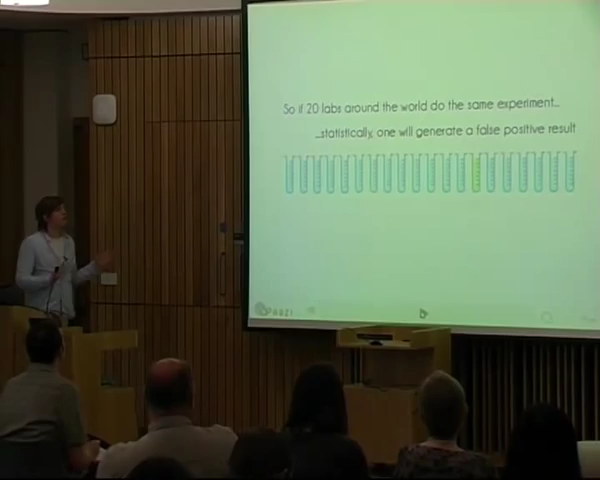 So if 20 labs around the world do the same experiment...
...statistically, one will generate a false positive result